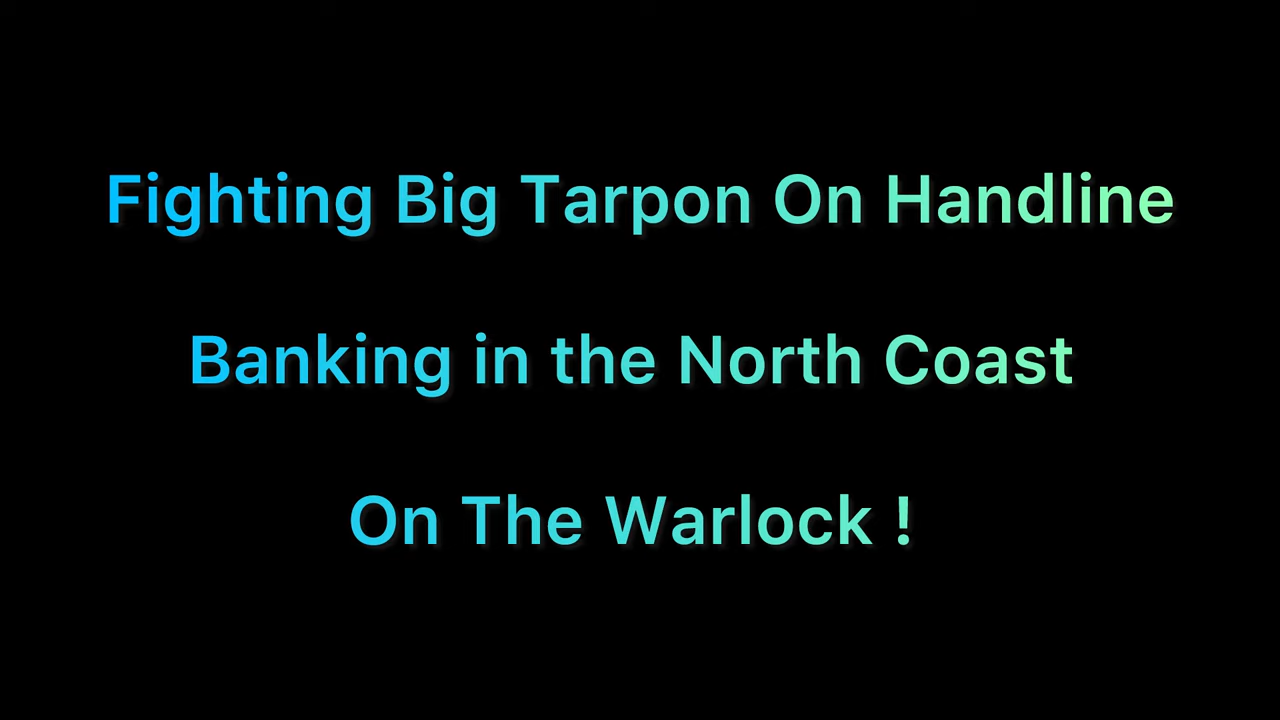 Fighting Big Tarpon On Handline
Banking in the North Coast
On The Warlock !